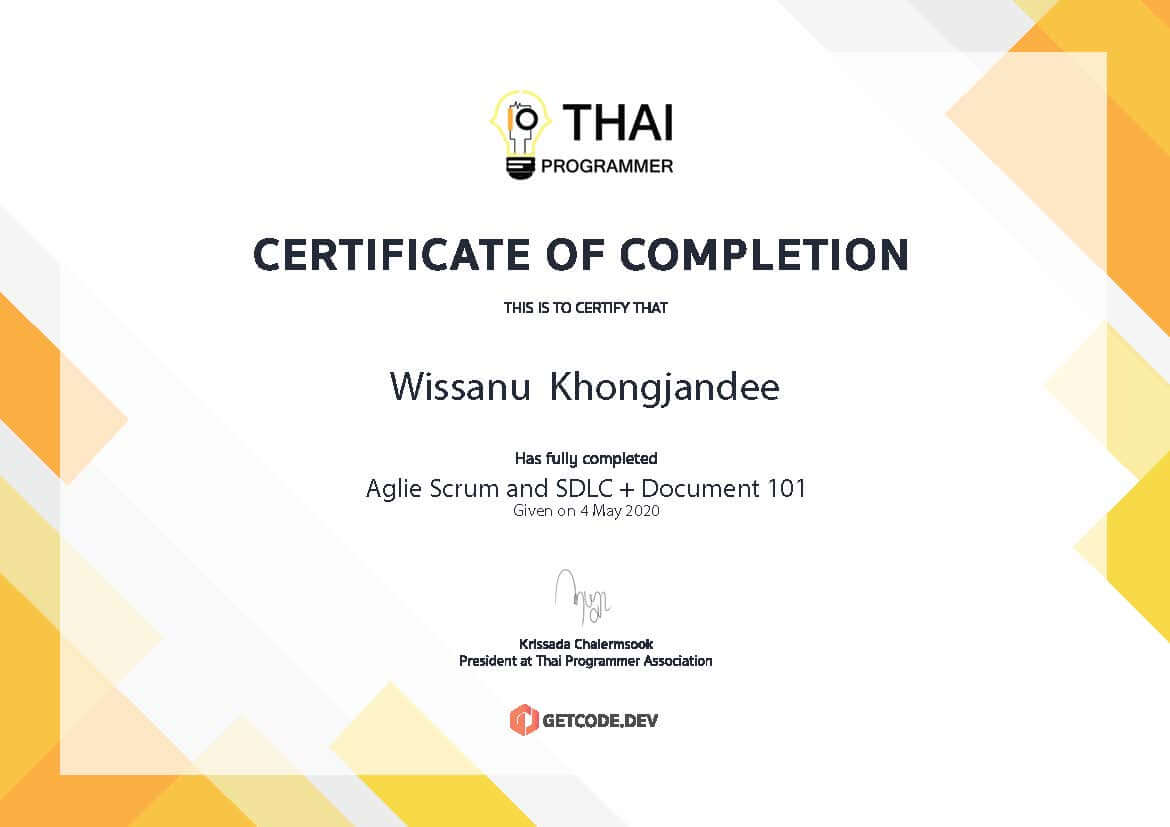 THAI
PROGRAMMER
CERTIFICATE OF COMPLETION
THIS IS TO CERTIFY THAT
Wissanu Khongjandee
Has fully completed
Aglie Scrum and SDLC + Document 101
Given on 4 May 2020
Krissada Chalermsook
President at Thai Programmer Association
GETCODE.DEV